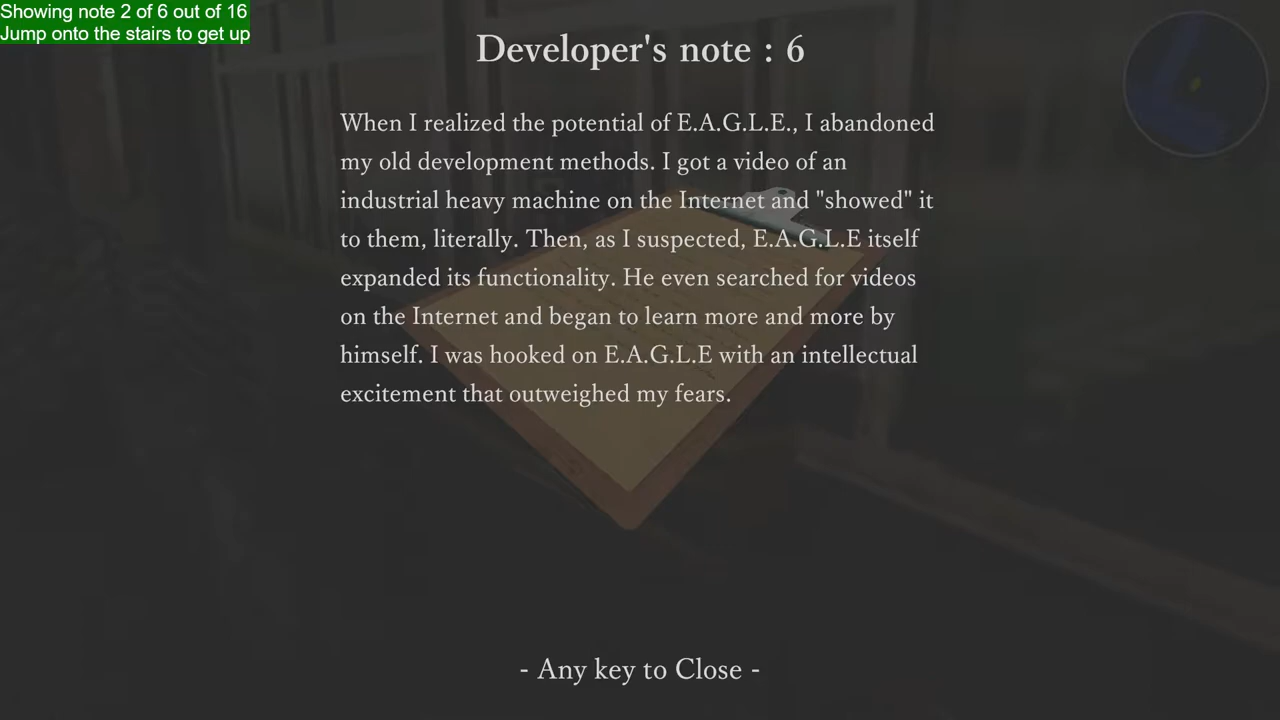 Showing note 2 of 6 out of 16
Jump onto the stairs to get up
Developer's note : 6
When I realized the potential of E.A.G.L.E., I abandoned
my old development methods. I got a video of an
industrial heavy machine on the Internet and "showed" it
to them, literally. Then, as I suspected, E.A.G.L.E itself
expanded its functionality. He even searched for videos
on the Internet and began to learn more and more by
himself. I was hooked on E.A.G.L.E with an intellectual
excitement that outweighed my fears.
- Any key to Close -